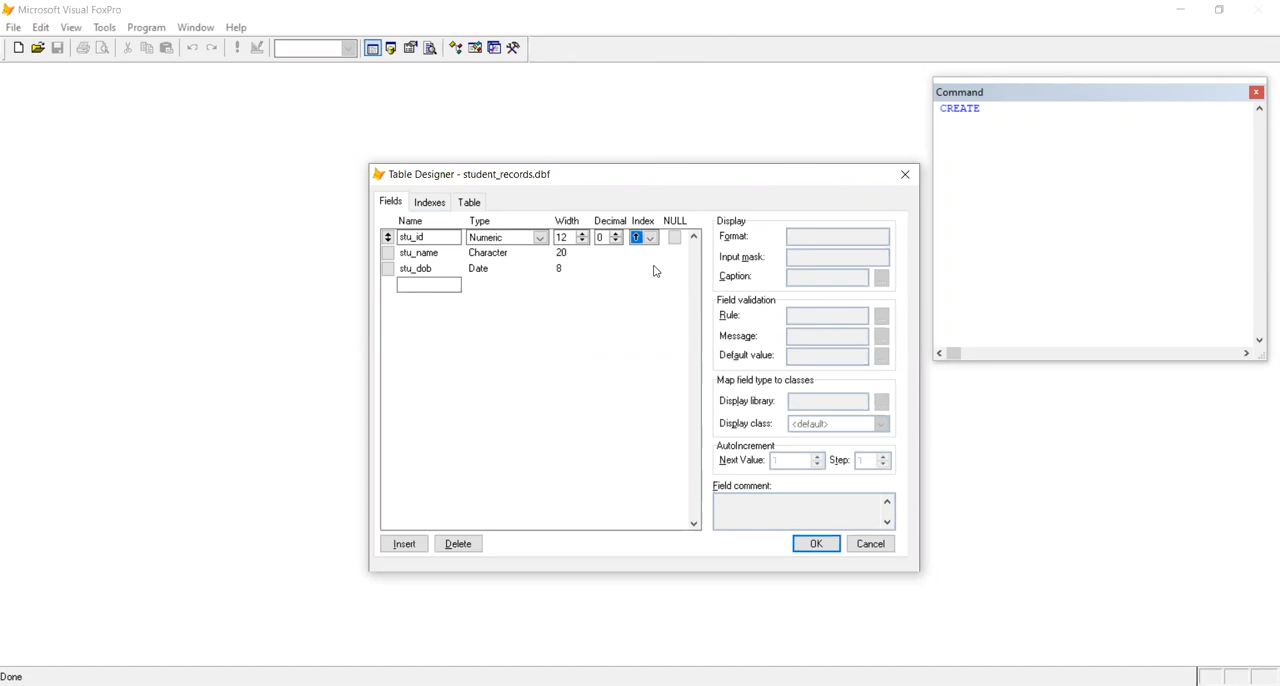 Microsoft Visual FoxPro
File Edit View Tools Program Window Help
Command
CREATE
Table Designer - student_records.dbf
Fields Indexes Table
Name Type Width Decimal Index NULL
stu_id Numeric 12 0
stu_name Character 20
stu_dob Date 8
Display
Format:
Input mask:
Caption:
Field validation
Rule:
Message:
Default value:
Map field type to classes
Display library:
Display class: <default>
AutoIncrement
Next Value: 1 Step: 1
Field comment:
Insert Delete OK Cancel
Done